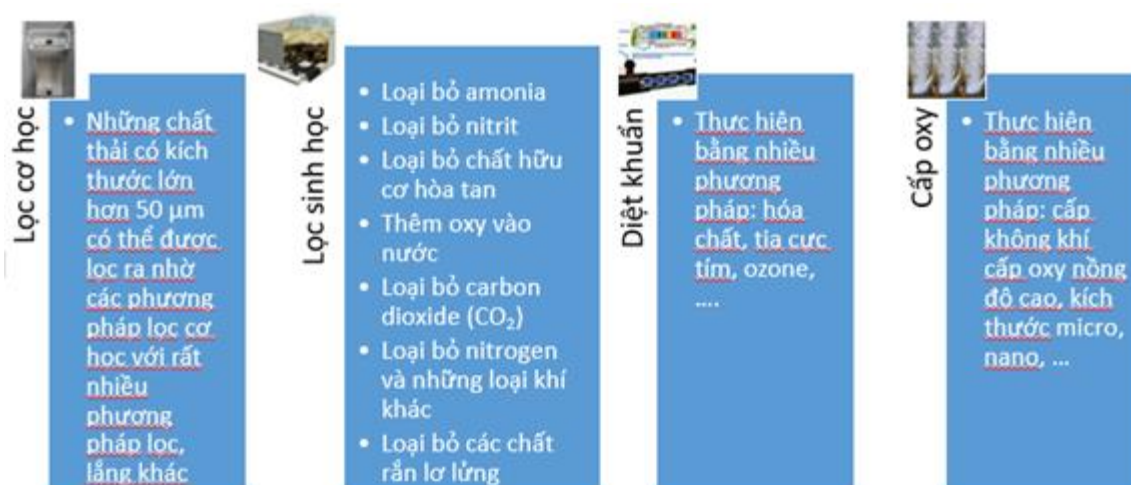 Lọc cơ học
• Những chất
thải có kích
thước lớn
hơn 50 µm
có thể được
lọc ra nhờ
các phương
pháp lọc cơ
học với rất
nhiều
phương
pháp lọc,
lắng khác
Lọc sinh học
• Loại bỏ amonia
• Loại bỏ nitrit
• Loại bỏ chất hữu
cơ hòa tan
• Thêm oxy vào
nước
• Loại bỏ carbon
dioxide (CO₂)
• Loại bỏ nitrogen
và những loại khí
khác
• Loại bỏ các chất
rắn lơ lửng
Diệt khuẩn
• Thực hiện
bằng nhiều
phương
pháp: hóa
chất, tia cực
tím, ozone,
....
Cấp oxy
• Thực hiện
bằng nhiều
phương
pháp: cấp
không khí
cấp oxy nồng
độ cao, kích
thước micro,
nano, ...